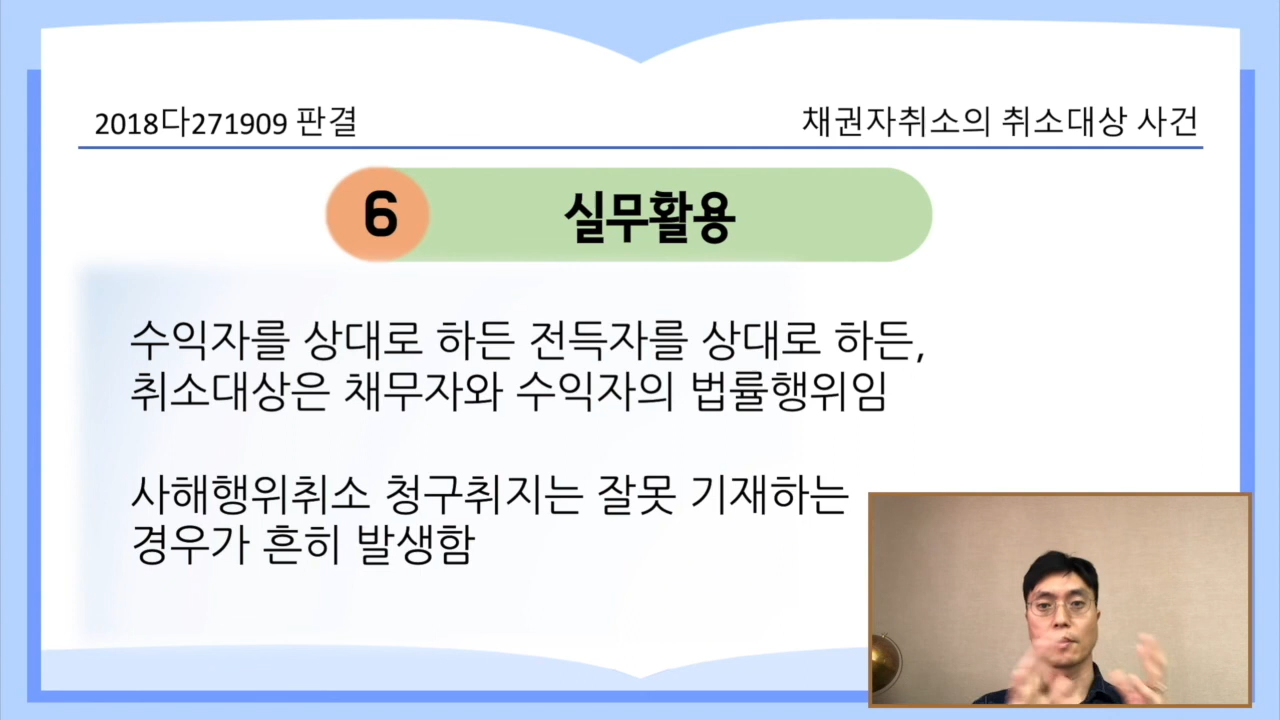 2018다271909 판결
채권자취소의 취소대상 사건
6
실무활용
수익자를 상대로 하든 전득자를 상대로 하든,
취소대상은 채무자와 수익자의 법률행위임
사해행위취소 청구취지는 잘못 기재하는
경우가 흔히 발생함